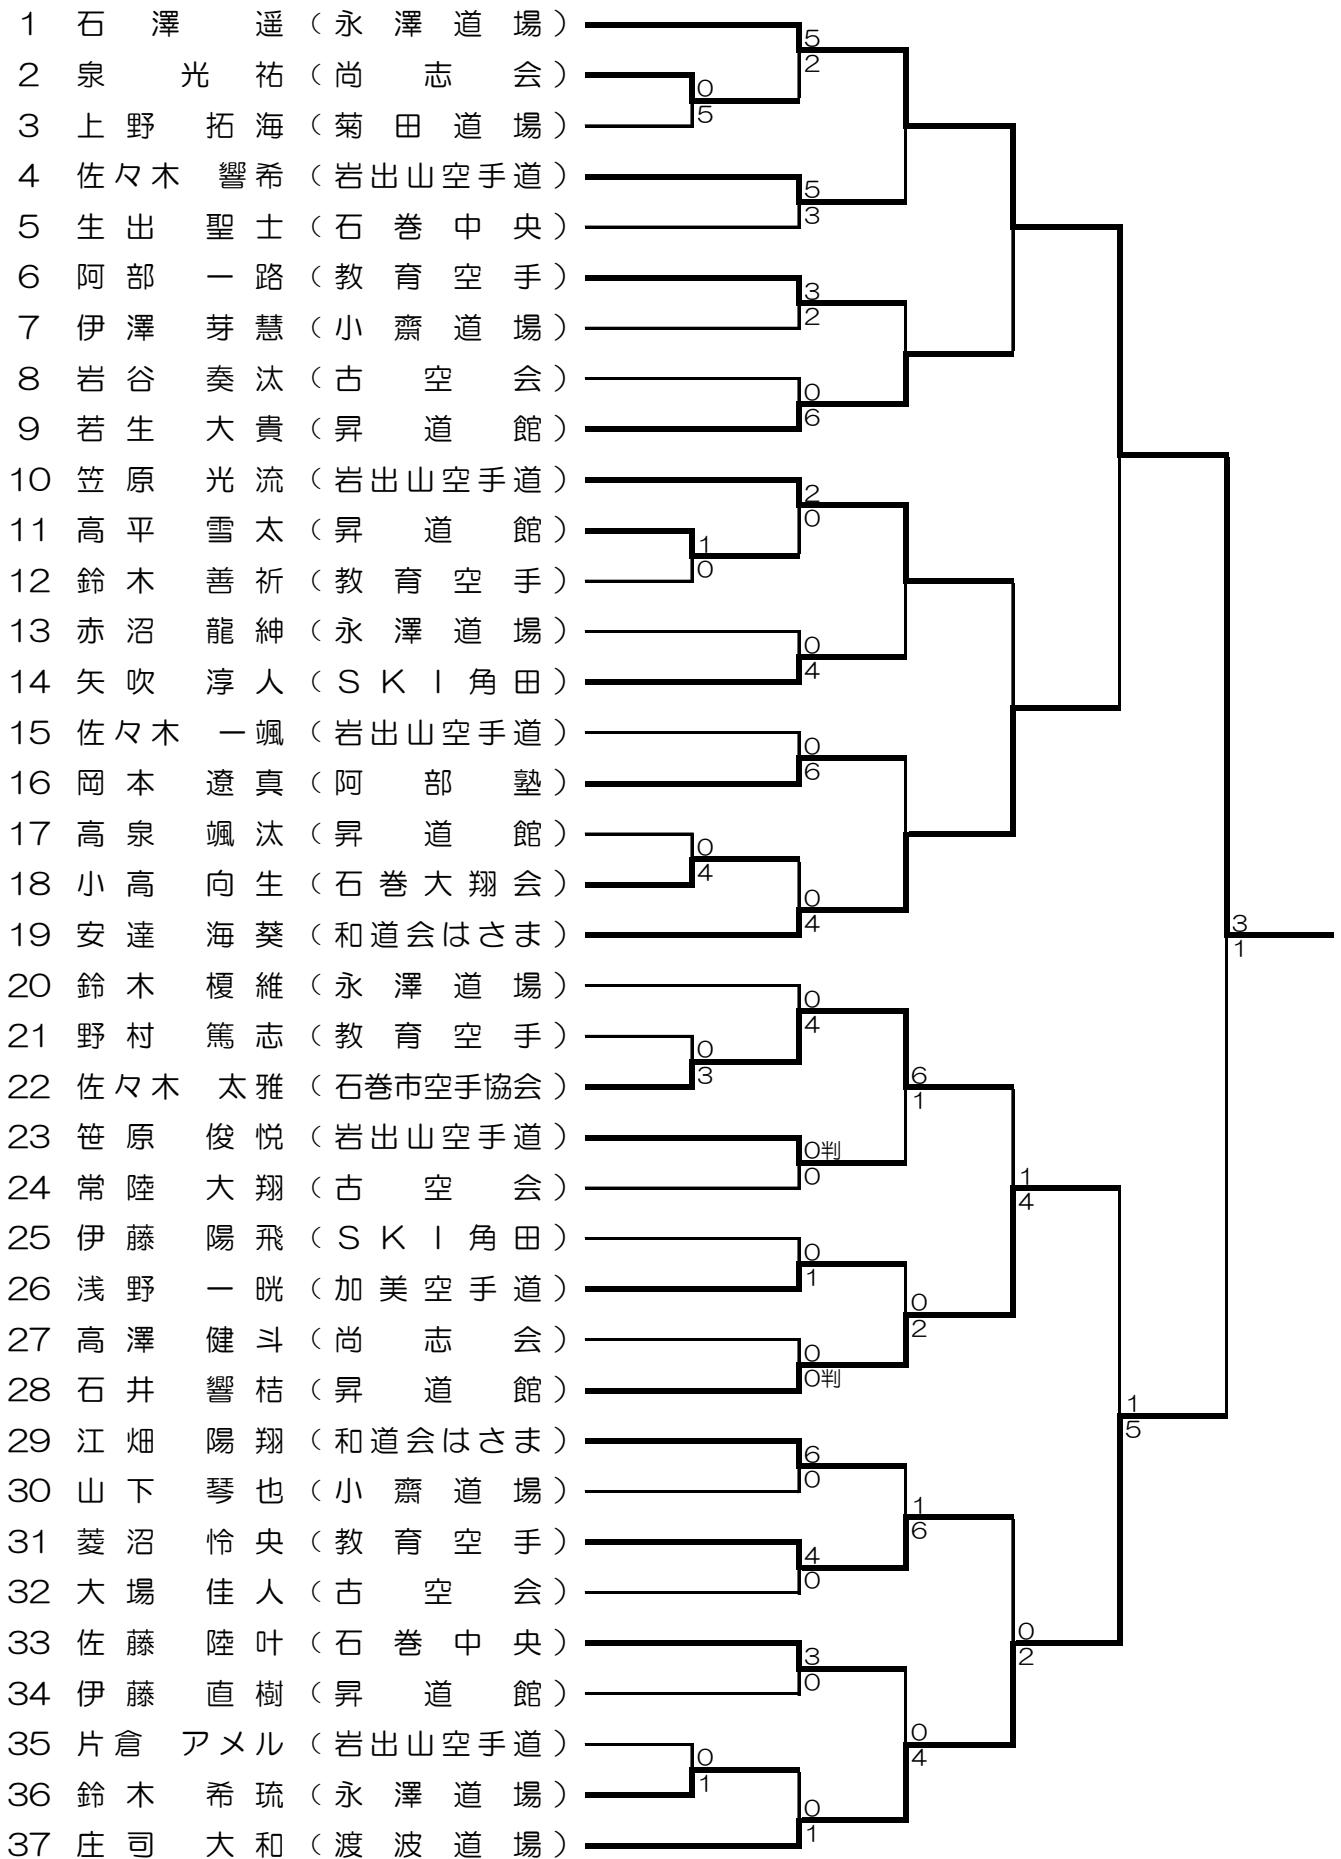 1 石澤 遥（永澤道場）
5
2
2 泉 光祐（尚志会）
0
5
3 上野 拓海（菊田道場）
4 佐々木 響希（岩出山空手道）
5
3
5 生出 聖士（石巻中央）
6 阿部 一路（教育空手）
3
2
7 伊澤 芽慧（小齋道場）
8 岩谷 奏汰（古空会）
0
6
9 若生 大貴（昇道館）
10 笠原 光流（岩出山空手道）
2
0
11 高平 雪太（昇道館）
1
0
12 鈴木 善祈（教育空手）
13 赤沼 龍紳（永澤道場）
0
4
14 矢吹 淳人（ＳＫＩ角田）
15 佐々木 一颯（岩出山空手道）
0
6
16 岡本 遼真（阿部塾）
17 高泉 颯汰（昇道館）
0
4
18 小高 向生（石巻大翔会）
0
4
19 安達 海葵（和道会はさま）
3
1
20 鈴木 榎維（永澤道場）
0
4
21 野村 篤志（教育空手）
0
3
22 佐々木 太雅（石巻市空手協会）
6
1
23 笹原 俊悦（岩出山空手道）
0判
0
24 常陸 大翔（古空会）
1
4
25 伊藤 陽飛（ＳＫＩ角田）
0
1
26 浅野 一晄（加美空手道）
0
2
27 高澤 健斗（尚志会）
0
0判
28 石井 響桔（昇道館）
1
5
29 江畑 陽翔（和道会はさま）
6
0
30 山下 琴也（小齋道場）
1
6
31 菱沼 怜央（教育空手）
4
0
32 大場 佳人（古空会）
0
2
33 佐藤 陸叶（石巻中央）
3
0
34 伊藤 直樹（昇道館）
0
4
35 片倉 アメル（岩出山空手道）
0
1
36 鈴木 希琉（永澤道場）
0
1
37 庄司 大和（渡波道場）